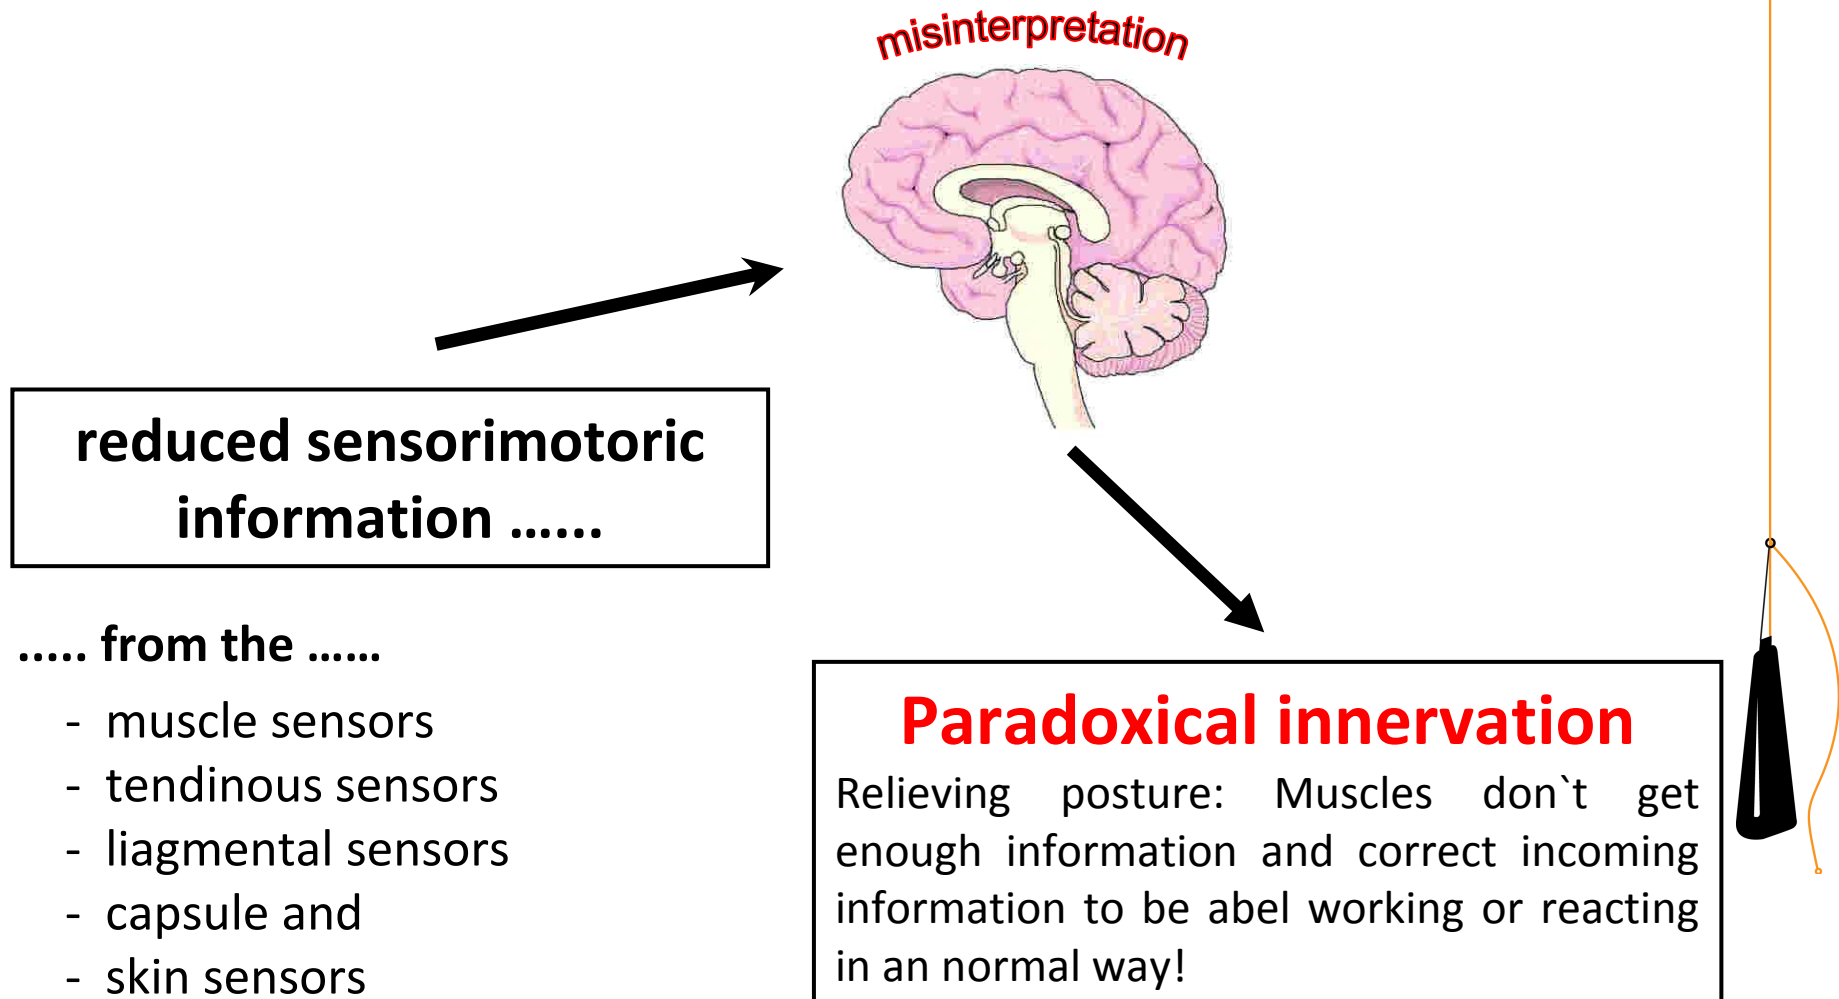 misinterpretation
reduced sensorimotoric
information ......
..... from the ......
- muscle sensors
- tendinous sensors
- liagmental sensors
- capsule and
- skin sensors
Paradoxical innervation
Relieving posture: Muscles don`t get
enough information and correct incoming
information to be abel working or reacting
in an normal way!